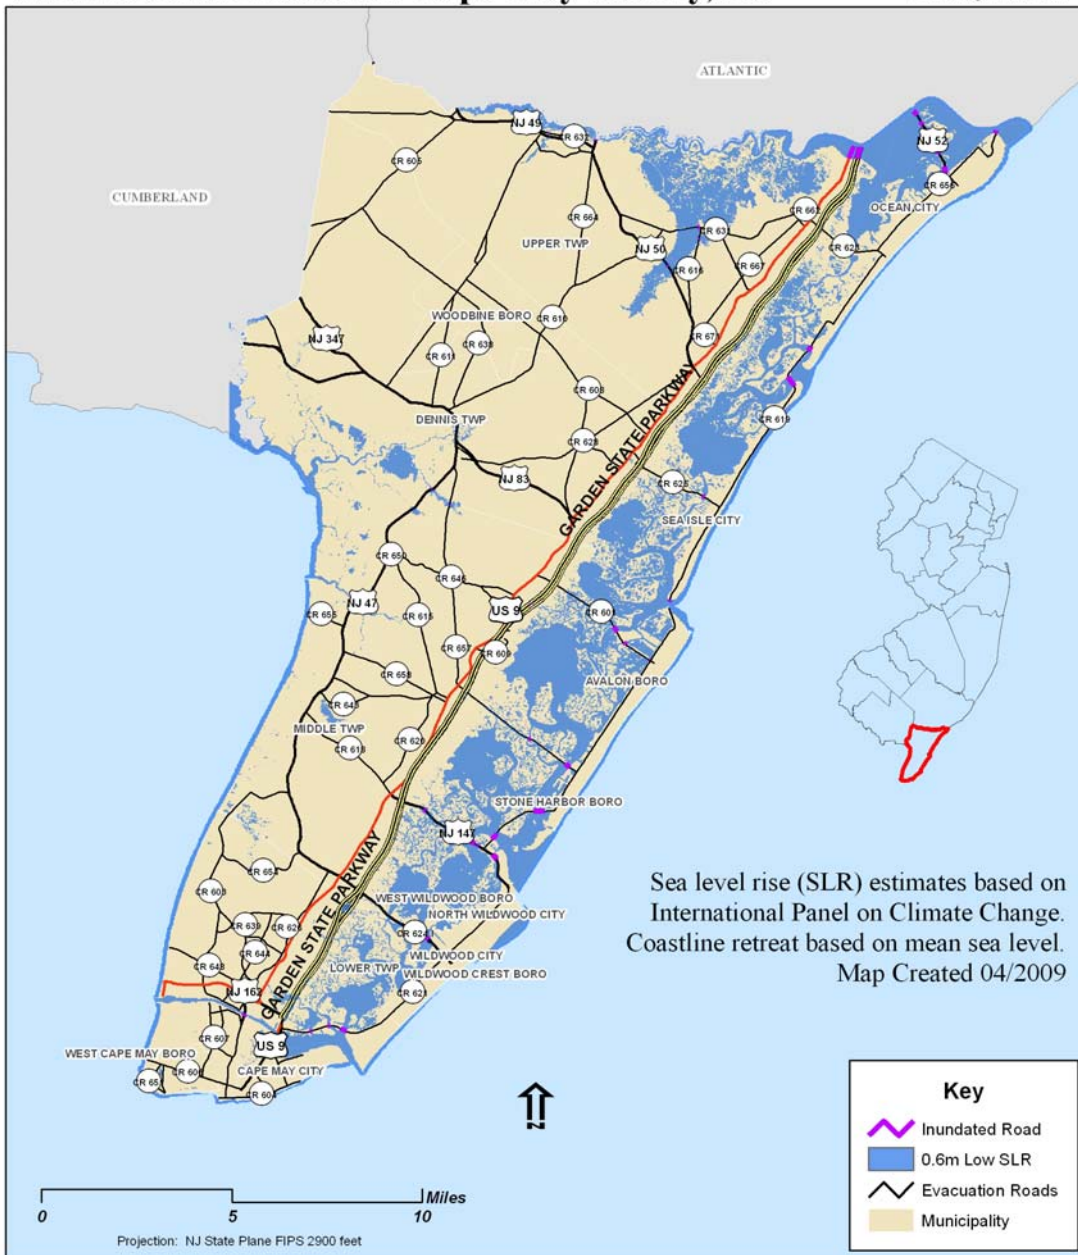 ATLANTIC
NJ 49
CR 632
NJ 52
CR 605
CUMBERLAND
CR 656
CR 662
OCEAN CITY
CR 664
CR 631
UPPER TWP
NJ 50
CR 623
CR 616
CR 667
WOODBINE BORO
CR 610
NJ 347
CR 638
CR 611
CR 608
GARDEN STATE PARKWAY
DENNIS TWP
CR 619
CR 628
NJ 83
CR 625
SEA ISLE CITY
CR 650
CR 646
NJ 47
US 9
CR 601
CR 655
CR 615
CR 657
CR 609
CR 658
AVALON BORO
CR 643
MIDDLE TWP
CR 618
CR 620
STONE HARBOR BORO
NJ 147
CR 654
CR 603
WEST WILDWOOD BORO
NORTH WILDWOOD CITY
CR 639
CR 626
CR 624
CR 644
WILDWOOD CITY
CR 648
LOWER TWP
WILDWOOD CREST BORO
GARDEN STATE PARKWAY
NJ 162
CR 621
CR 607
US 9
WEST CAPE MAY BORO
CAPE MAY CITY
CR 604
Sea level rise (SLR) estimates based on
International Panel on Climate Change.
Coastline retreat based on mean sea level.
Map Created 04/2009
N
Key
Inundated Road
0.6m Low SLR
Evacuation Roads
Municipality
Miles
0 5 10
Projection: NJ State Plane FIPS 2900 feet